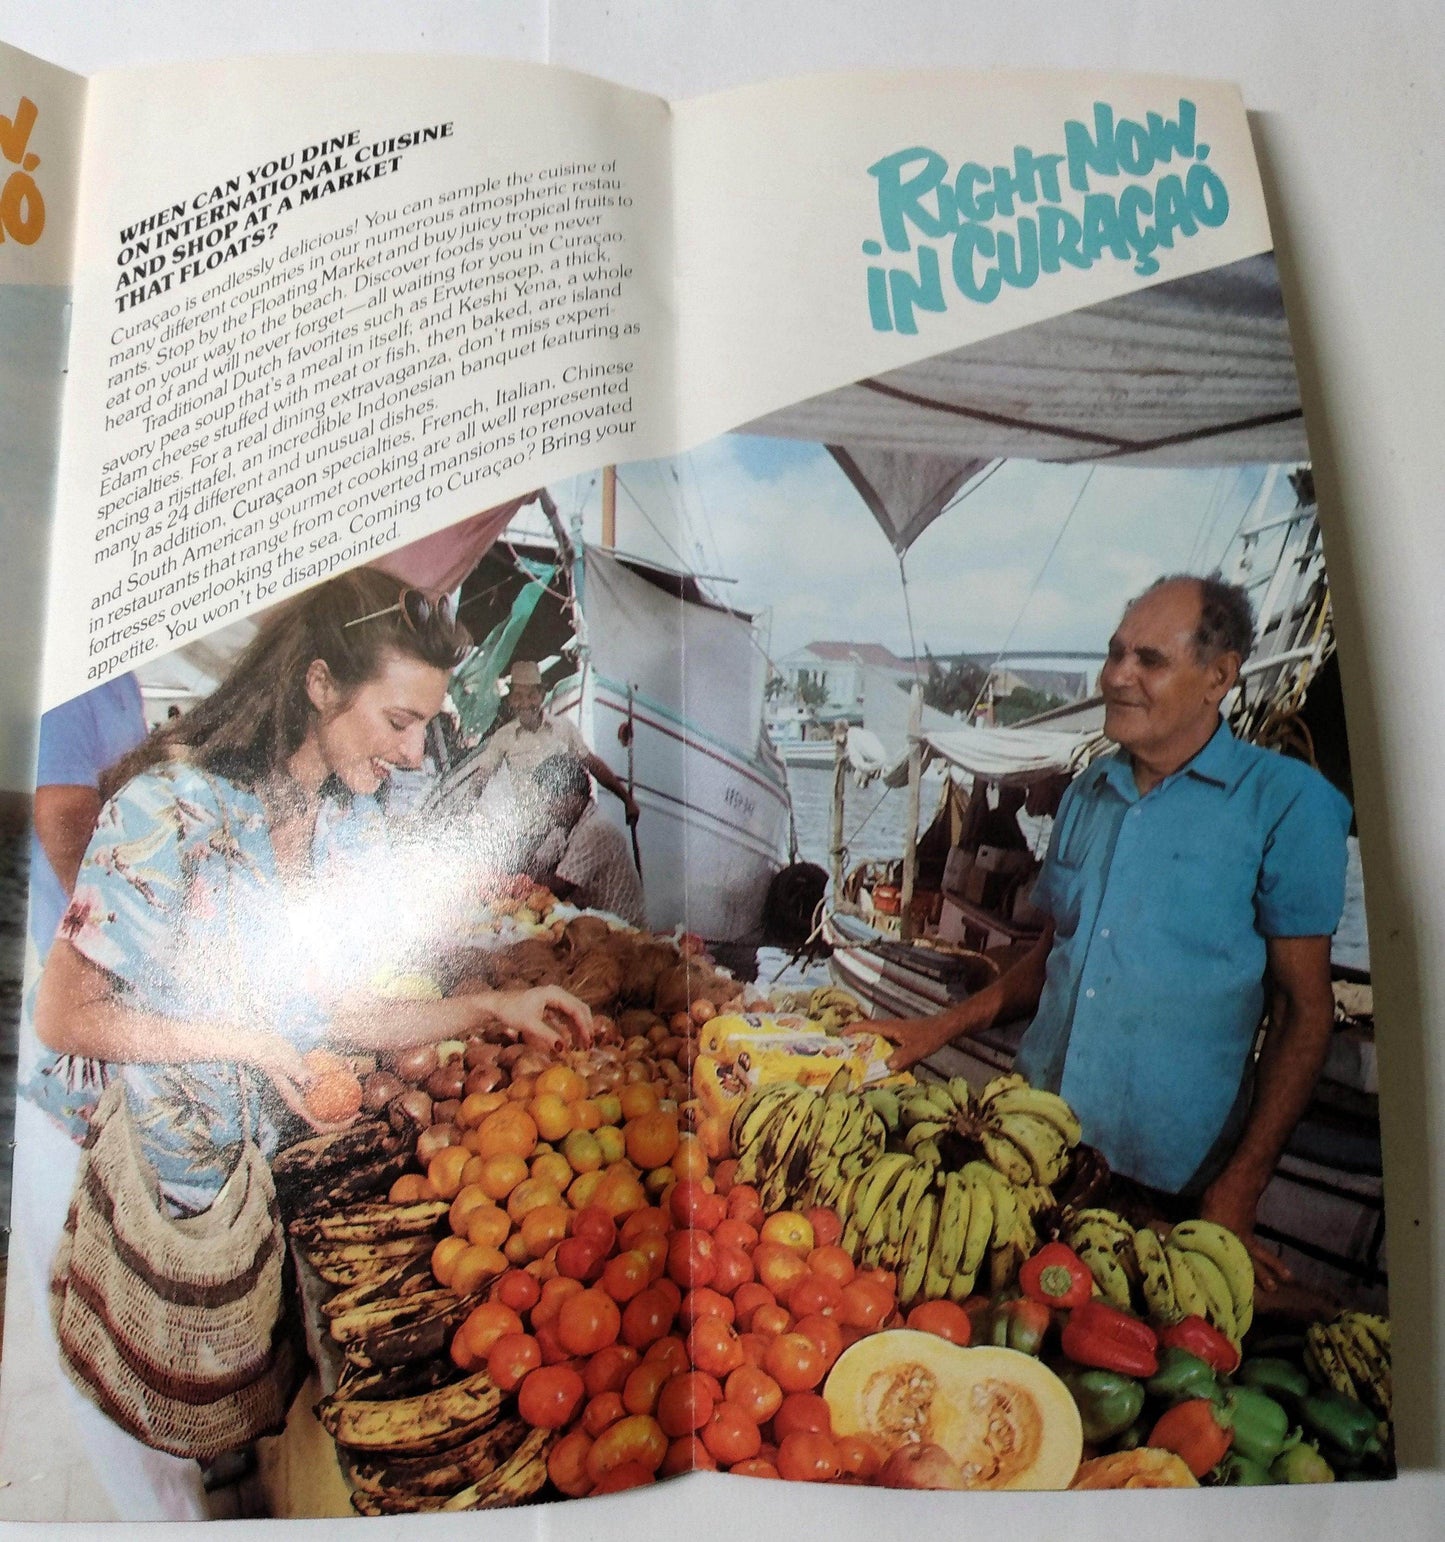 W,
AO
WHEN CAN YOU DINE
ON INTERNATIONAL CUISINE
AND SHOP AT A MARKET
THAT FLOATS?
Curaçao is endlessly delicious! You can sample the cuisine of
many different countries in our numerous atmospheric restau-
rants. Stop by the Floating Market and buy juicy tropical fruits to
eat on your way to the beach. Discover foods you've never
heard of and will never forget—all waiting for you in Curaçao.
Traditional Dutch favorites such as Erwtensoep, a thick,
savory pea soup that's a meal in itself; and Keshi Yena, a whole
Edam cheese stuffed with meat or fish, then baked, are island
specialties. For a real dining extravaganza, don't miss experi-
encing a rijsttafel, an incredible Indonesian banquet featuring as
many as 24 different and unusual dishes.
In addition, Curaçaon specialties, French, Italian, Chinese
and South American gourmet cooking are all well represented
in restaurants that range from converted mansions to renovated
fortresses overlooking the sea. Coming to Curaçao? Bring your
appetite. You won't be disappointed.
.RIGHT NOW,
IN CURAÇAO